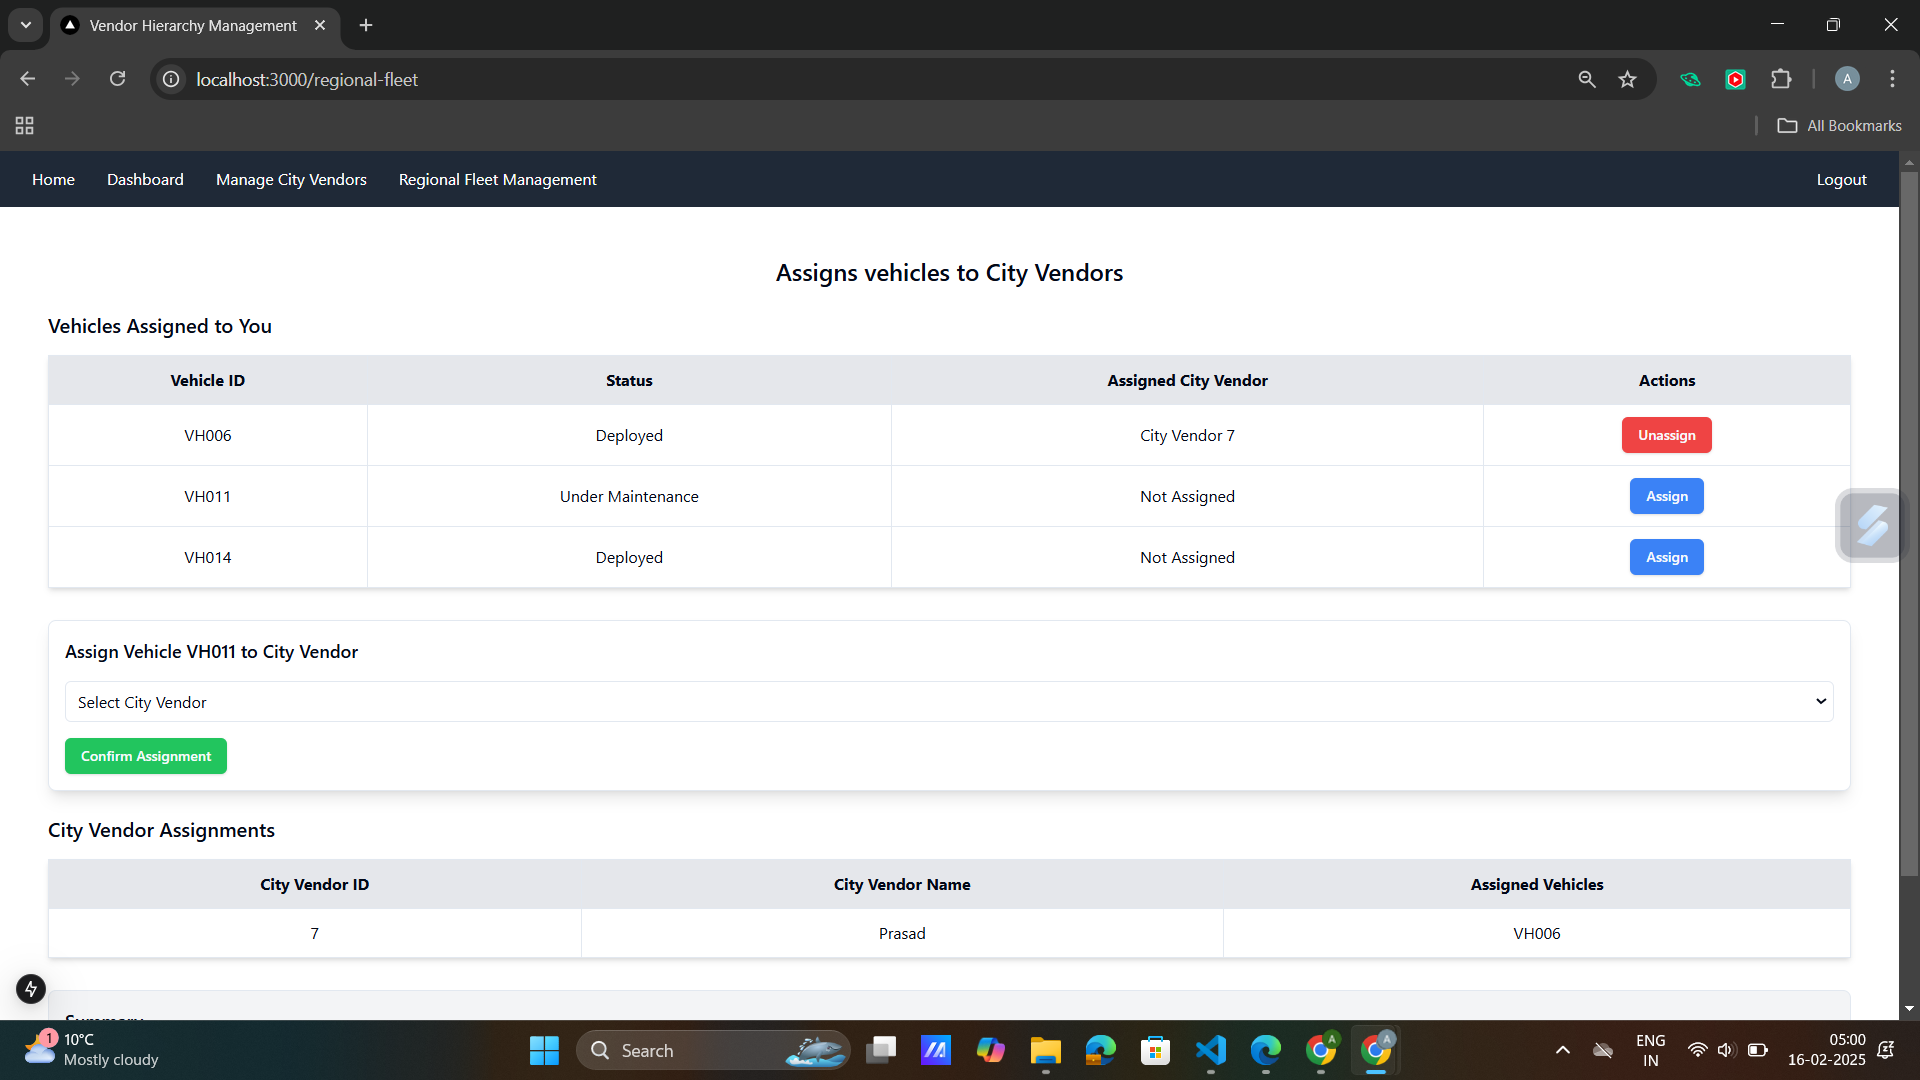 Vendor Hierarchy Management
localhost:3000/regional-fleet
A
All Bookmarks
Home Dashboard Manage City Vendors Regional Fleet Management Logout
Assigns vehicles to City Vendors
Vehicles Assigned to You
Vehicle ID Status Assigned City Vendor Actions
VH006 Deployed City Vendor 7 Unassign
VH011 Under Maintenance Not Assigned Assign
VH014 Deployed Not Assigned Assign
Assign Vehicle VH011 to City Vendor
Select City Vendor
Confirm Assignment
City Vendor Assignments
City Vendor ID City Vendor Name Assigned Vehicles
7 Prasad VH006
Summary
1 10°C
Mostly cloudy
Search
A
A
ENG
IN
05:00
16-02-2025